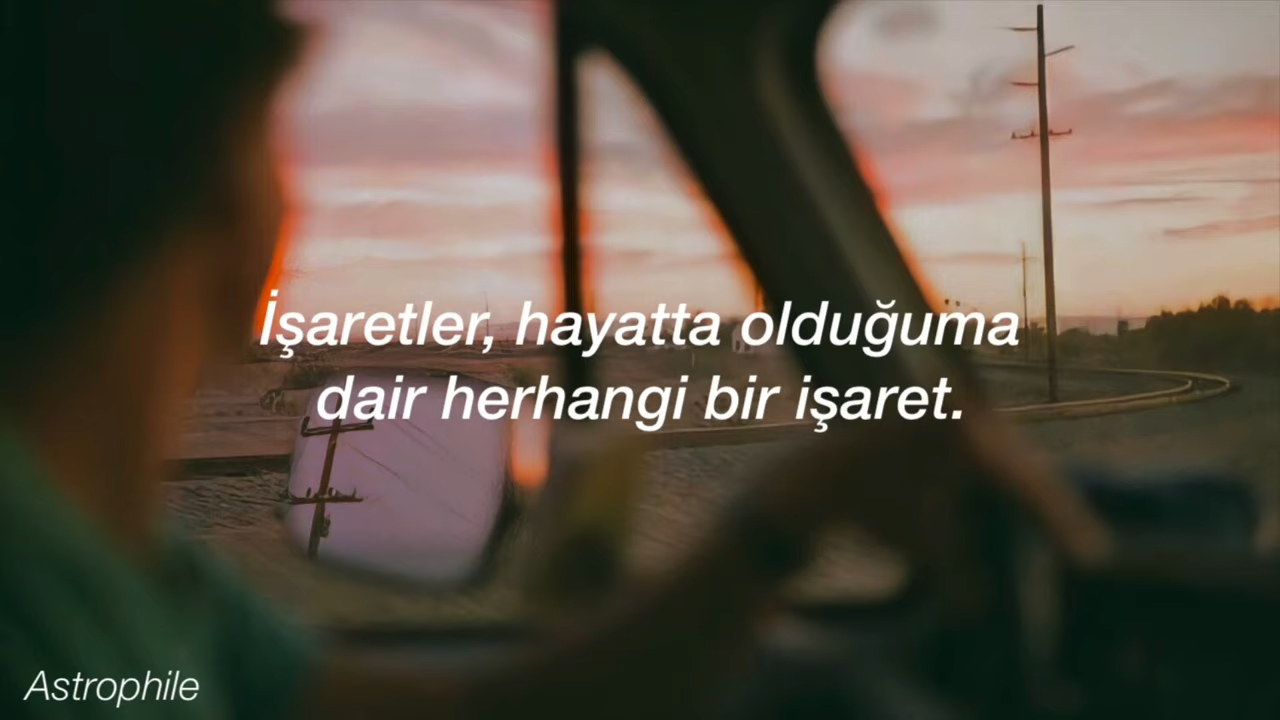 İşaretler, hayatta olduğuma
dair herhangi bir işaret.
Astrophile